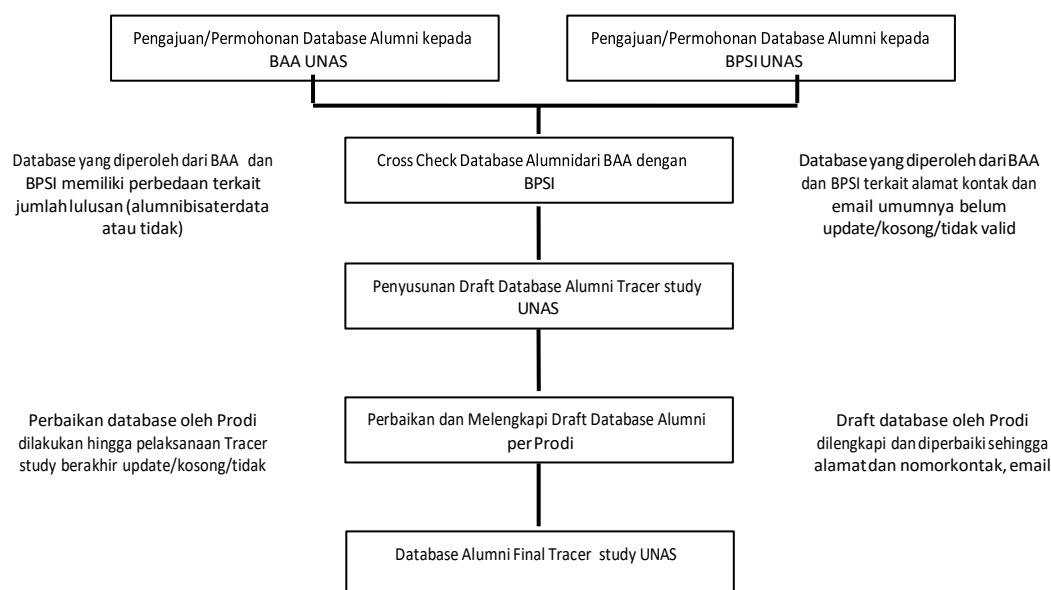 Pengajuan/Permohonan Database Alumni kepada
BAA UNAS
Pengajuan/Permohonan Database Alumni kepada
BPSI UNAS
Database yang diperoleh dari BAA dan
BPSI memiliki perbedaan terkait
jumlah lulusan (alumni bisa terdata
atau tidak)
Cross Check Database Alumnidari BAA dengan
BPSI
Database yang diperoleh dari BAA
dan BPSI terkait alamat kontak dan
email umumnya belum
update/kosong/tidak valid
Penyusunan Draft Database Alumni Tracer study
UNAS
Perbaikan database oleh Prodi
dilakukan hingga pelaksanaan Tracer
study berakhir update/kosong/tidak
Perbaikan dan Melengkapi Draft Database Alumni
per Prodi
Draft database oleh Prodi
dilengkapi dan diperbaiki sehingga
alamat dan nomor kontak, email
Database Alumni Final Tracer study UNAS